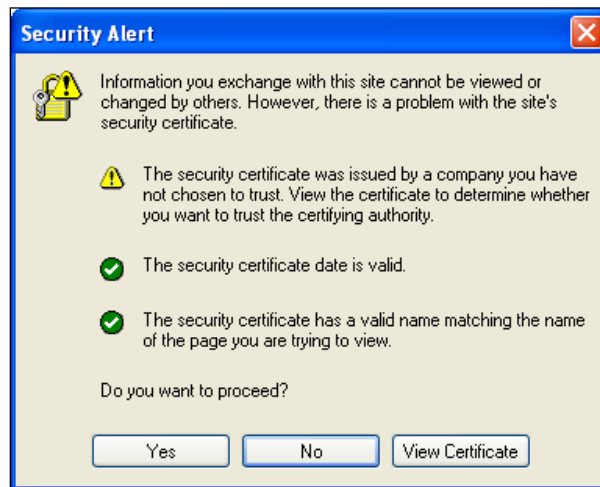 Security Alert
Information you exchange with this site cannot be viewed or
changed by others. However, there is a problem with the site's
security certificate.
The security certificate was issued by a company you have
not chosen to trust. View the certificate to determine whether
you want to trust the certifying authority.
The security certificate date is valid.
The security certificate has a valid name matching the name
of the page you are trying to view.
Do you want to proceed?
Yes No View Certificate